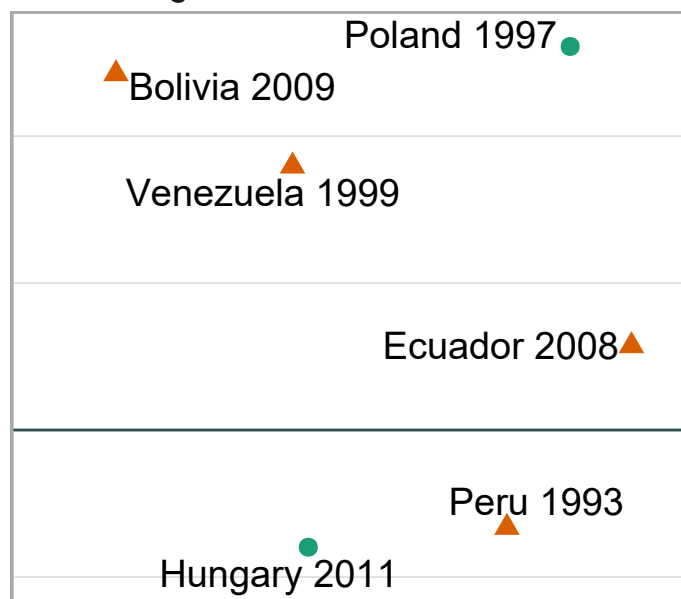 Poland 1997
Bolivia 2009
Venezuela 1999
Ecuador 2008
Peru 1993
Hungary 2011